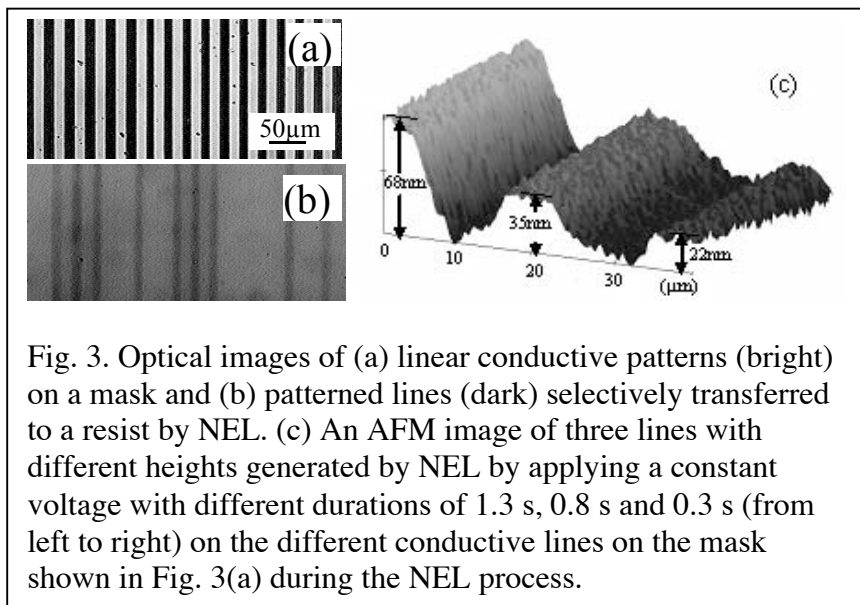 (a)
50µm
(b)
(c)
68nm
35nm
22nm
0
10
20
30
(µm)
Fig. 3. Optical images of (a) linear conductive patterns (bright)
on a mask and (b) patterned lines (dark) selectively transferred
to a resist by NEL. (c) An AFM image of three lines with
different heights generated by NEL by applying a constant
voltage with different durations of 1.3 s, 0.8 s and 0.3 s (from
left to right) on the different conductive lines on the mask
shown in Fig. 3(a) during the NEL process.